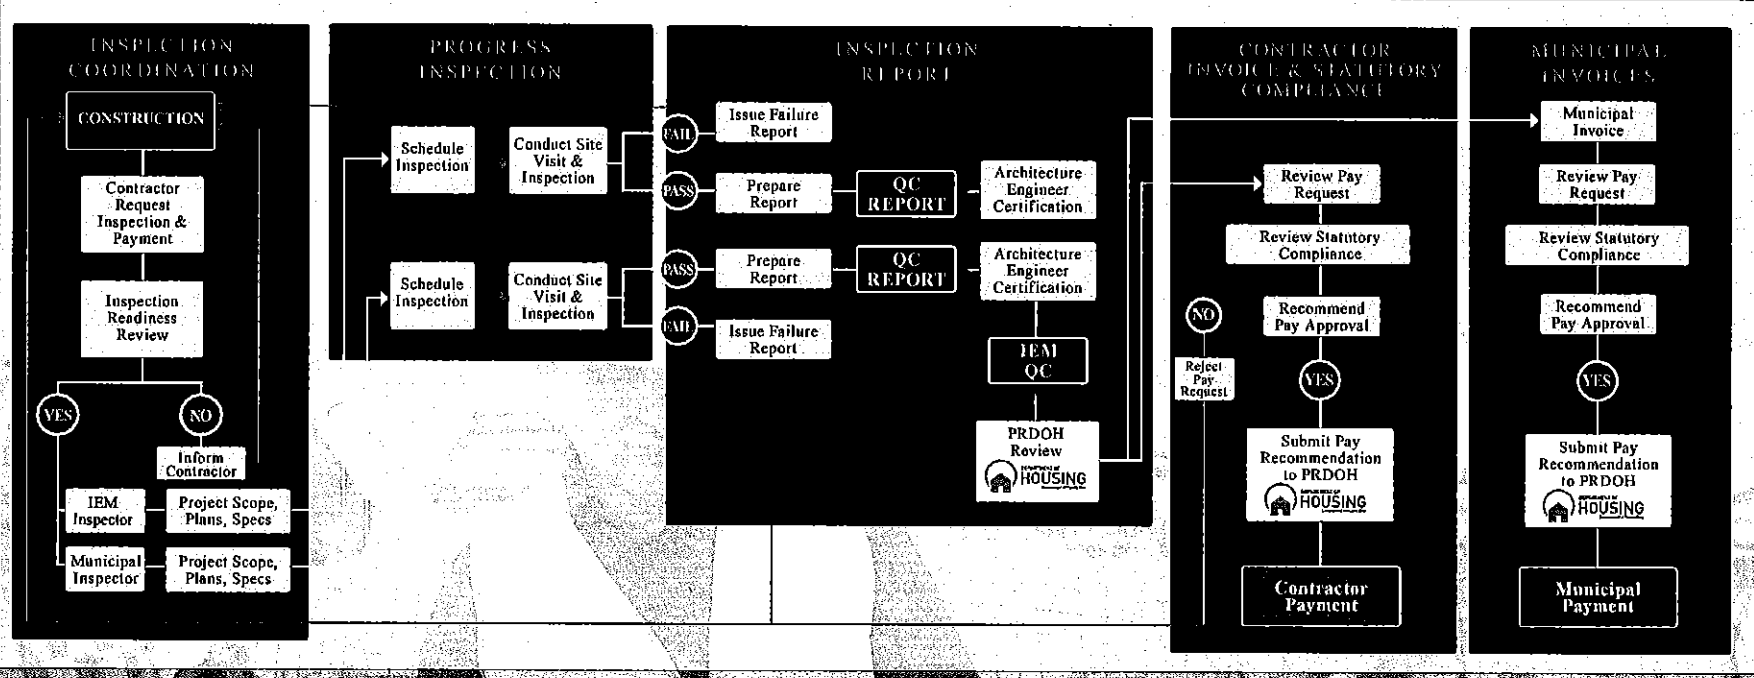 INSPECTION
COORDINATION
CONSTRUCTION
Contractor
Request
Inspection &
Payment
Inspection
Readiness
Review
YES
NO
Inform
Contractor
IEM
Inspector
Project Scope,
Plans, Specs
Municipal
Inspector
Project Scope,
Plans, Specs
PROGRESS
INSPECTION
Schedule
Inspection
Conduct Site
Visit &
Inspection
Schedule
Inspection
Conduct Site
Visit &
Inspection
INSPECTION
REPORT
FAIL
Issue Failure
Report
PASS
Prepare
Report
QC
REPORT
Architecture
Engineer
Certification
PASS
Prepare
Report
QC
REPORT
Architecture
Engineer
Certification
FAIL
Issue Failure
Report
IEM
QC
PRDOH
Review
DEPARTMENT OF
HOUSING
CONTRACTOR
INVOICE & STATUTORY
COMPLIANCE
Review Pay
Request
Review Statutory
Compliance
NO
Reject
Pay
Request
Recommend
Pay Approval
YES
Submit Pay
Recommendation
to PRDOH
DEPARTMENT OF
HOUSING
Contractor
Payment
MUNICIPAL
INVOICES
Municipal
Invoice
Review Pay
Request
Review Statutory
Compliance
Recommend
Pay Approval
YES
Submit Pay
Recommendation
to PRDOH
DEPARTMENT OF
HOUSING
Municipal
Payment